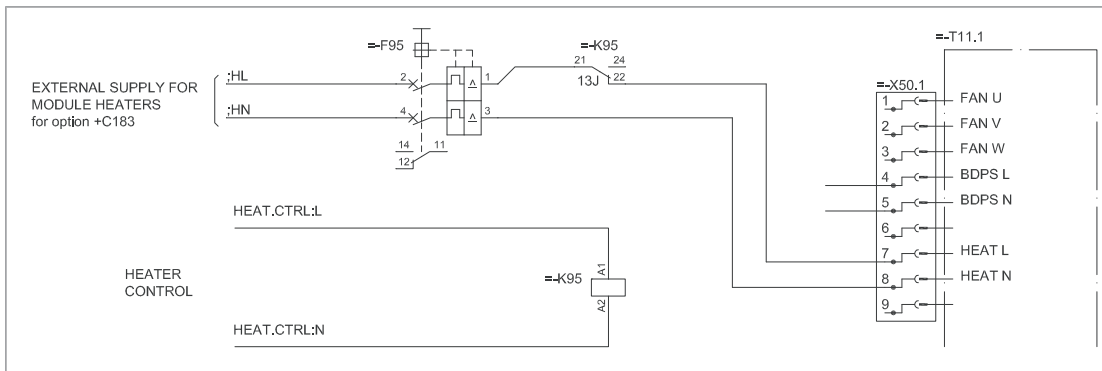 =-F95
=-K95
=-T11.1
EXTERNAL SUPPLY FOR
MODULE HEATERS
for option +C183
;HL
;HN
2
1
4
3
14
11
12
21
24
13J
22
=-X50.1
1 FAN U
2 FAN V
3 FAN W
4 BDPS L
5 BDPS N
6
7 HEAT L
8 HEAT N
9
HEAT.CTRL:L
HEATER
CONTROL
=-K95
A1
A2
HEAT.CTRL:N